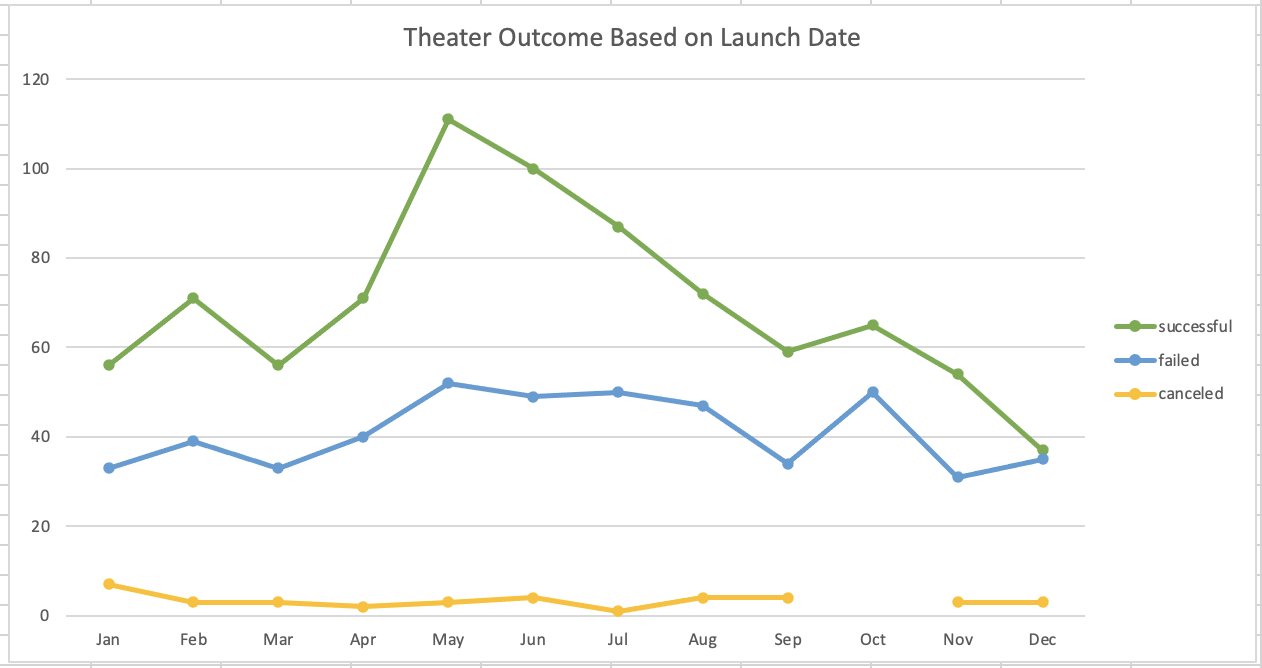 Theater Outcome Based on Launch Date
120
100
80
60
40
20
0
Jan Feb Mar Apr May Jun Jul Aug Sep Oct Nov Dec
successful
failed
canceled